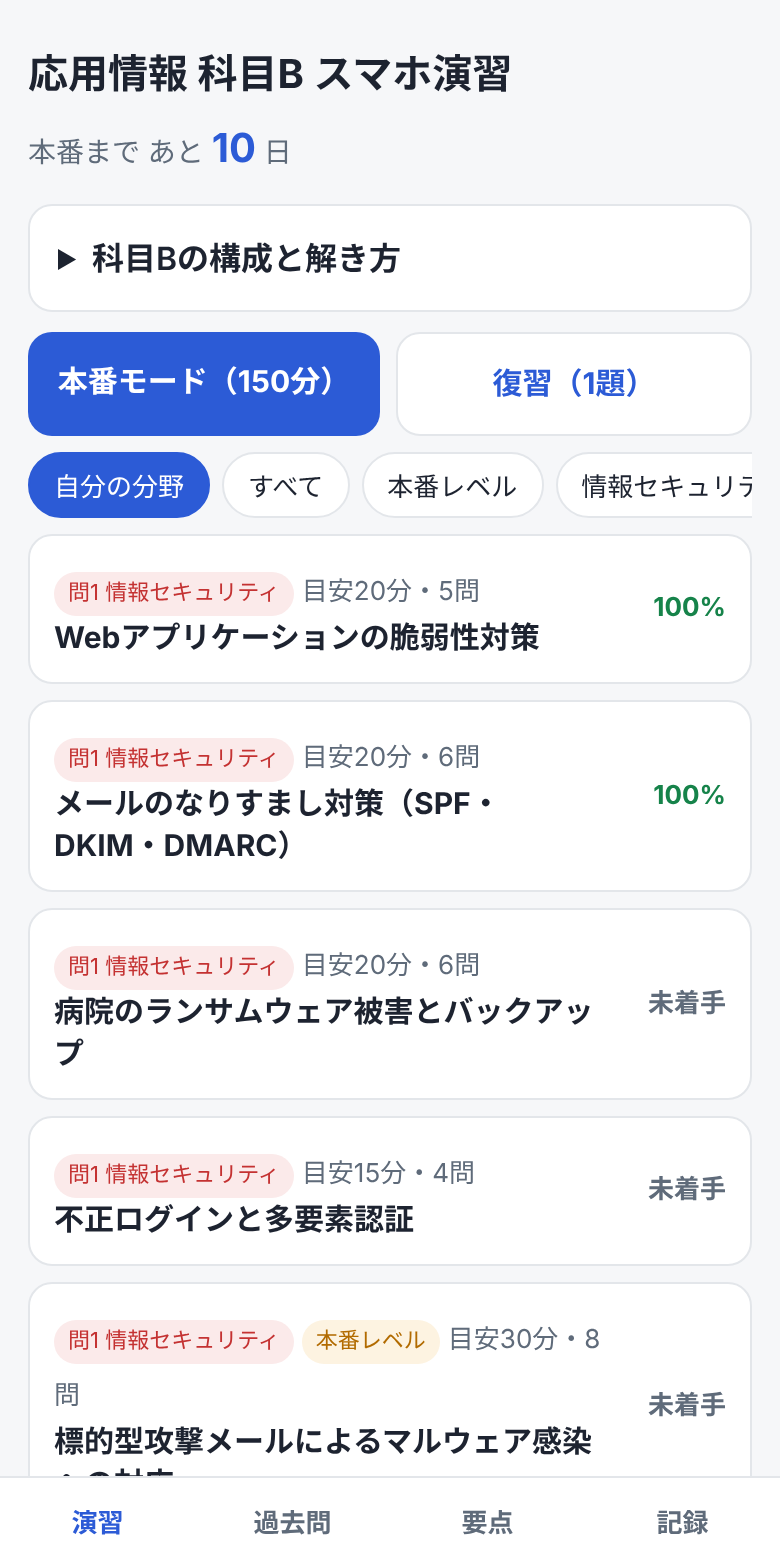 応用情報 科目B スマホ演習
本番まで あと 10 日
▶ 科目Bの構成と解き方
本番モード（150分） 復習（1題）
自分の分野 すべて 本番レベル 情報セキュリテ
問1 情報セキュリティ 目安20分・5問
Webアプリケーションの脆弱性対策
100%
問1 情報セキュリティ 目安20分・6問
メールのなりすまし対策（SPF・
DKIM・DMARC）
100%
問1 情報セキュリティ 目安20分・6問
病院のランサムウェア被害とバックアッ
プ
未着手
問1 情報セキュリティ 目安15分・4問
不正ログインと多要素認証
未着手
問1 情報セキュリティ 本番レベル 目安30分・8
問
標的型攻撃メールによるマルウェア感染
未着手
演習 過去問 要点 記録